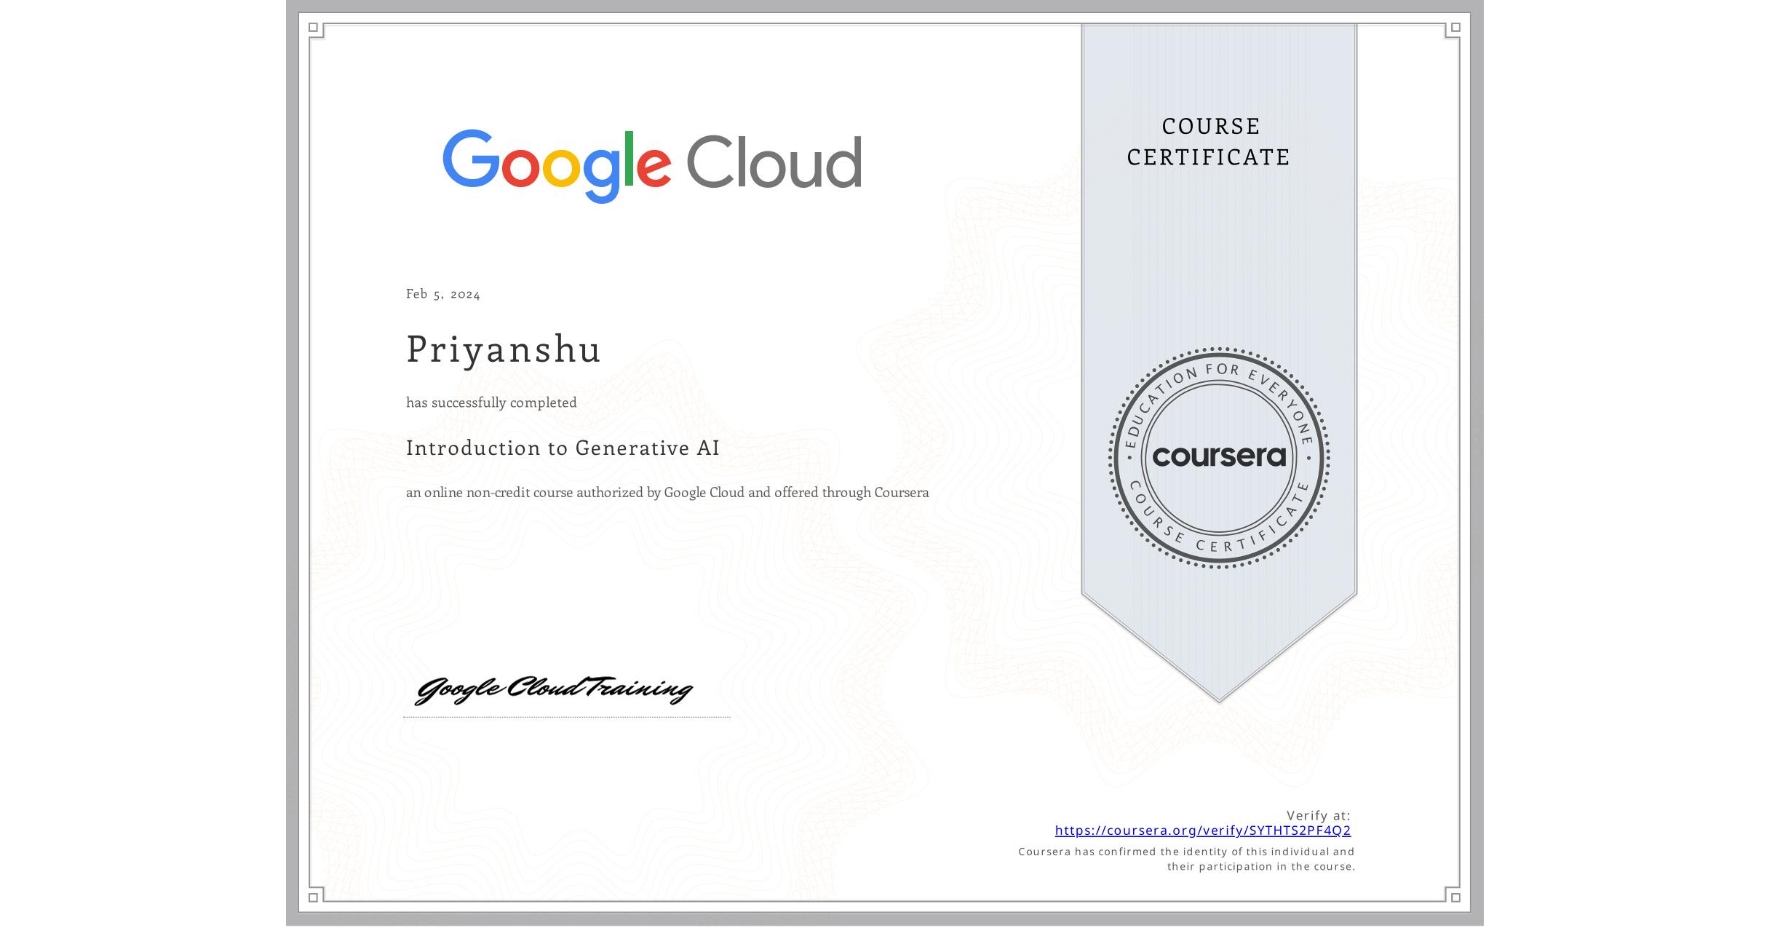 Google Cloud
COURSE
CERTIFICATE
Feb 5, 2024
Priyanshu
has successfully completed
Introduction to Generative AI
an online non-credit course authorized by Google Cloud and offered through Coursera
EDUCATION FOR EVERYONE
coursera
COURSE CERTIFICATE
Google Cloud Training
Verify at:
https://coursera.org/verify/SYTHTS2PF4Q2
Coursera has confirmed the identity of this individual and
their participation in the course.